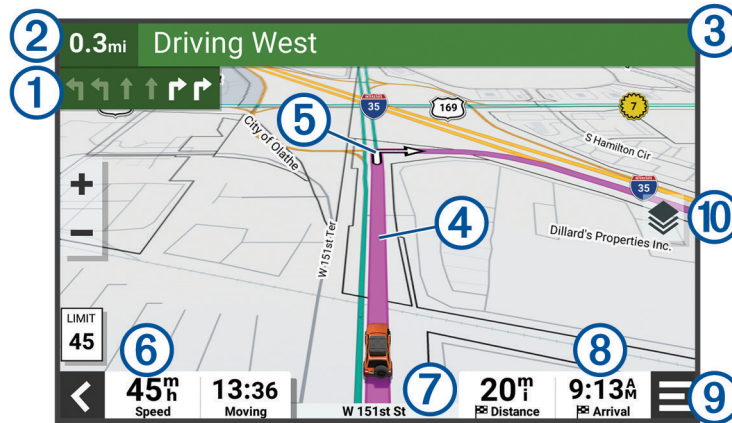 2
0.3mi
Driving West
3
1
35
169
7
5
City of Olathe
S Hamilton Cir
35
10
4
Dillard's Properties Inc.
W 151st Ter
LIMIT
45
6
8
45 mh
Speed
13:36
Moving
7
W 151st St
20 mi
Distance
9:13 AM
Arrival
9